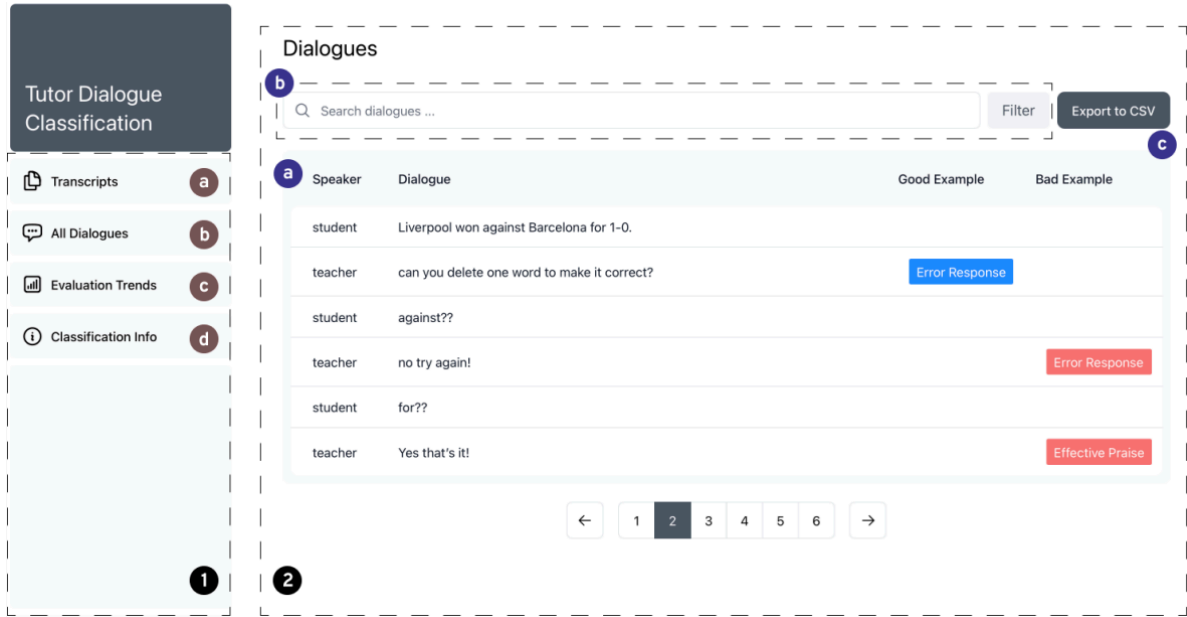 Tutor Dialogue
Classification
Transcripts a
All Dialogues b
Evaluation Trends c
Classification Info d
1
Dialogues
b
Search dialogues ... Filter Export to CSV
c
a Speaker Dialogue Good Example Bad Example
student Liverpool won against Barcelona for 1-0.
teacher can you delete one word to make it correct? Error Response
student against??
teacher no try again! Error Response
student for??
teacher Yes that's it! Effective Praise
← 1 2 3 4 5 6 →
2